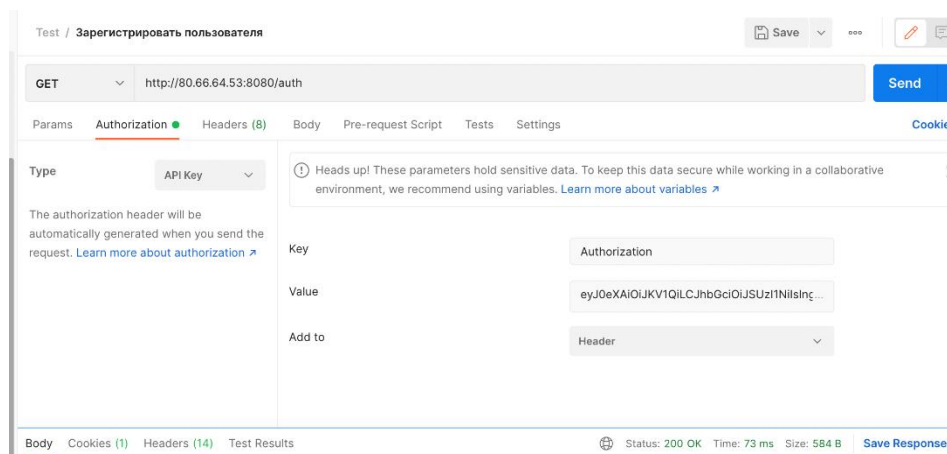 Test / Зарегистрировать пользователя
Save
GET http://80.66.64.53:8080/auth Send
Params Authorization Headers (8) Body Pre-request Script Tests Settings Cookie
Type API Key
Heads up! These parameters hold sensitive data. To keep this data secure while working in a collaborative
environment, we recommend using variables. Learn more about variables ↗
The authorization header will be
automatically generated when you send the
request. Learn more about authorization ↗
Key Authorization
Value eyJ0eXAiOiJKV1QiLCJhbGciOiJSUzI1NiIsIng...
Add to Header
Body Cookies (1) Headers (14) Test Results Status: 200 OK Time: 73 ms Size: 584 B Save Response